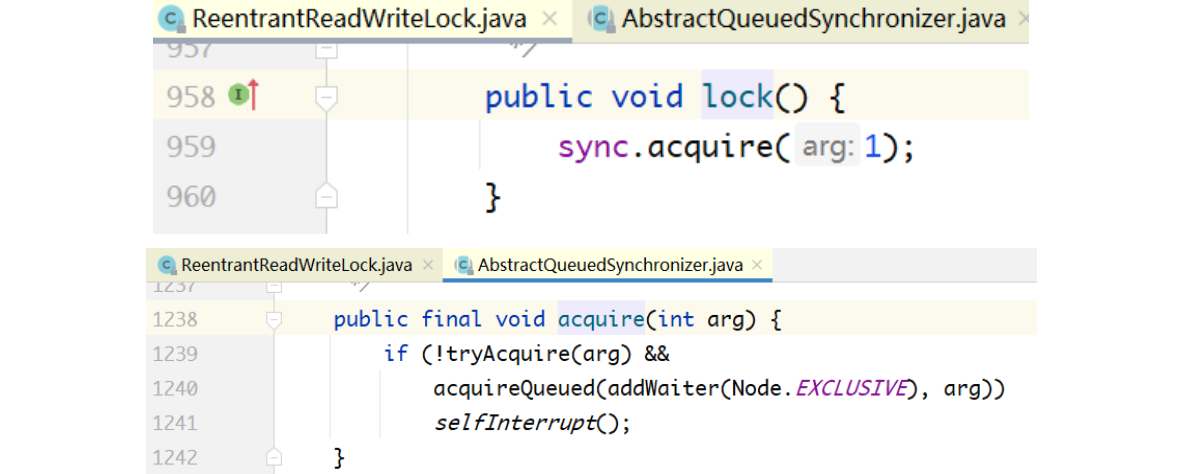 ReentrantReadWriteLock.java × AbstractQueuedSynchronizer.java ×
957 */
958 public void lock() {
959 sync.acquire( arg: 1);
960 }
ReentrantReadWriteLock.java × AbstractQueuedSynchronizer.java ×
1237 */
1238 public final void acquire(int arg) {
1239 if (!tryAcquire(arg) &&
1240 acquireQueued(addWaiter(Node.EXCLUSIVE), arg))
1241 selfInterrupt();
1242 }